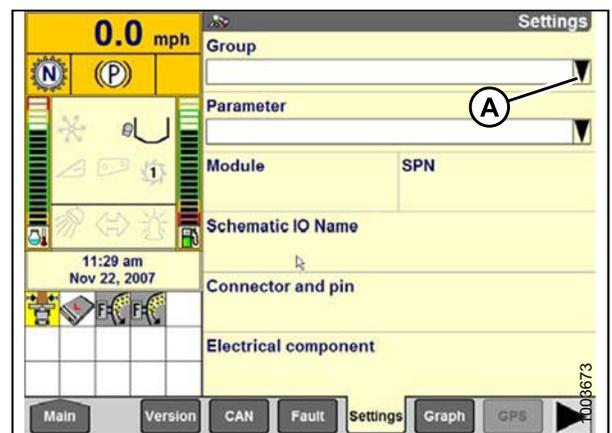 0.0 mph
N (P)
1
11:29 am
Nov 22, 2007
L F F
Settings
Group
A
Parameter
Module SPN
Schematic IO Name
Connector and pin
Electrical component
Main Version CAN Fault Settings Graph GPS
1003673